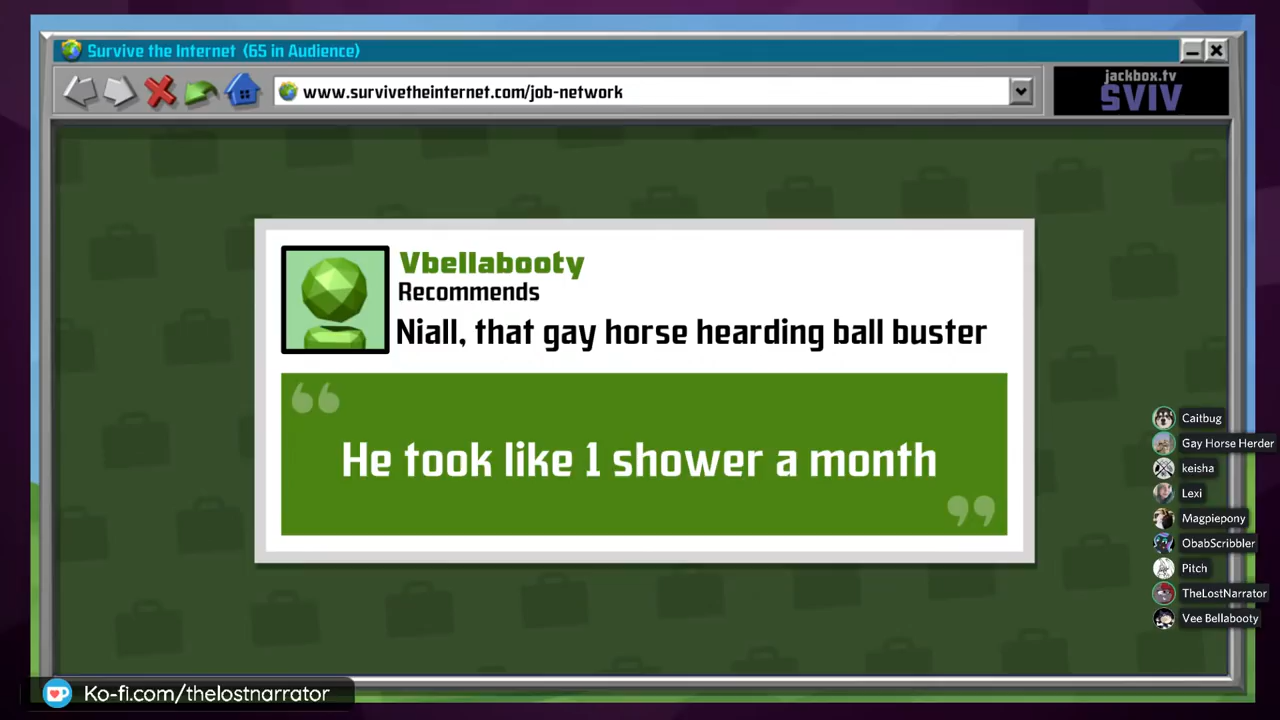 Survive the Internet (65 in Audience)
www.survivetheinternet.com/job-network
jackbox.tv
SVIV
Vbellabooty
Recommends
Niall, that gay horse hearding ball buster
“
He took like 1 shower a month
”
Caitbug
Gay Horse Herder
keisha
Lexi
Magpiepony
ObabScribbler
Pitch
TheLostNarrator
Vee Bellabooty
Ko-fi.com/thelostnarrator